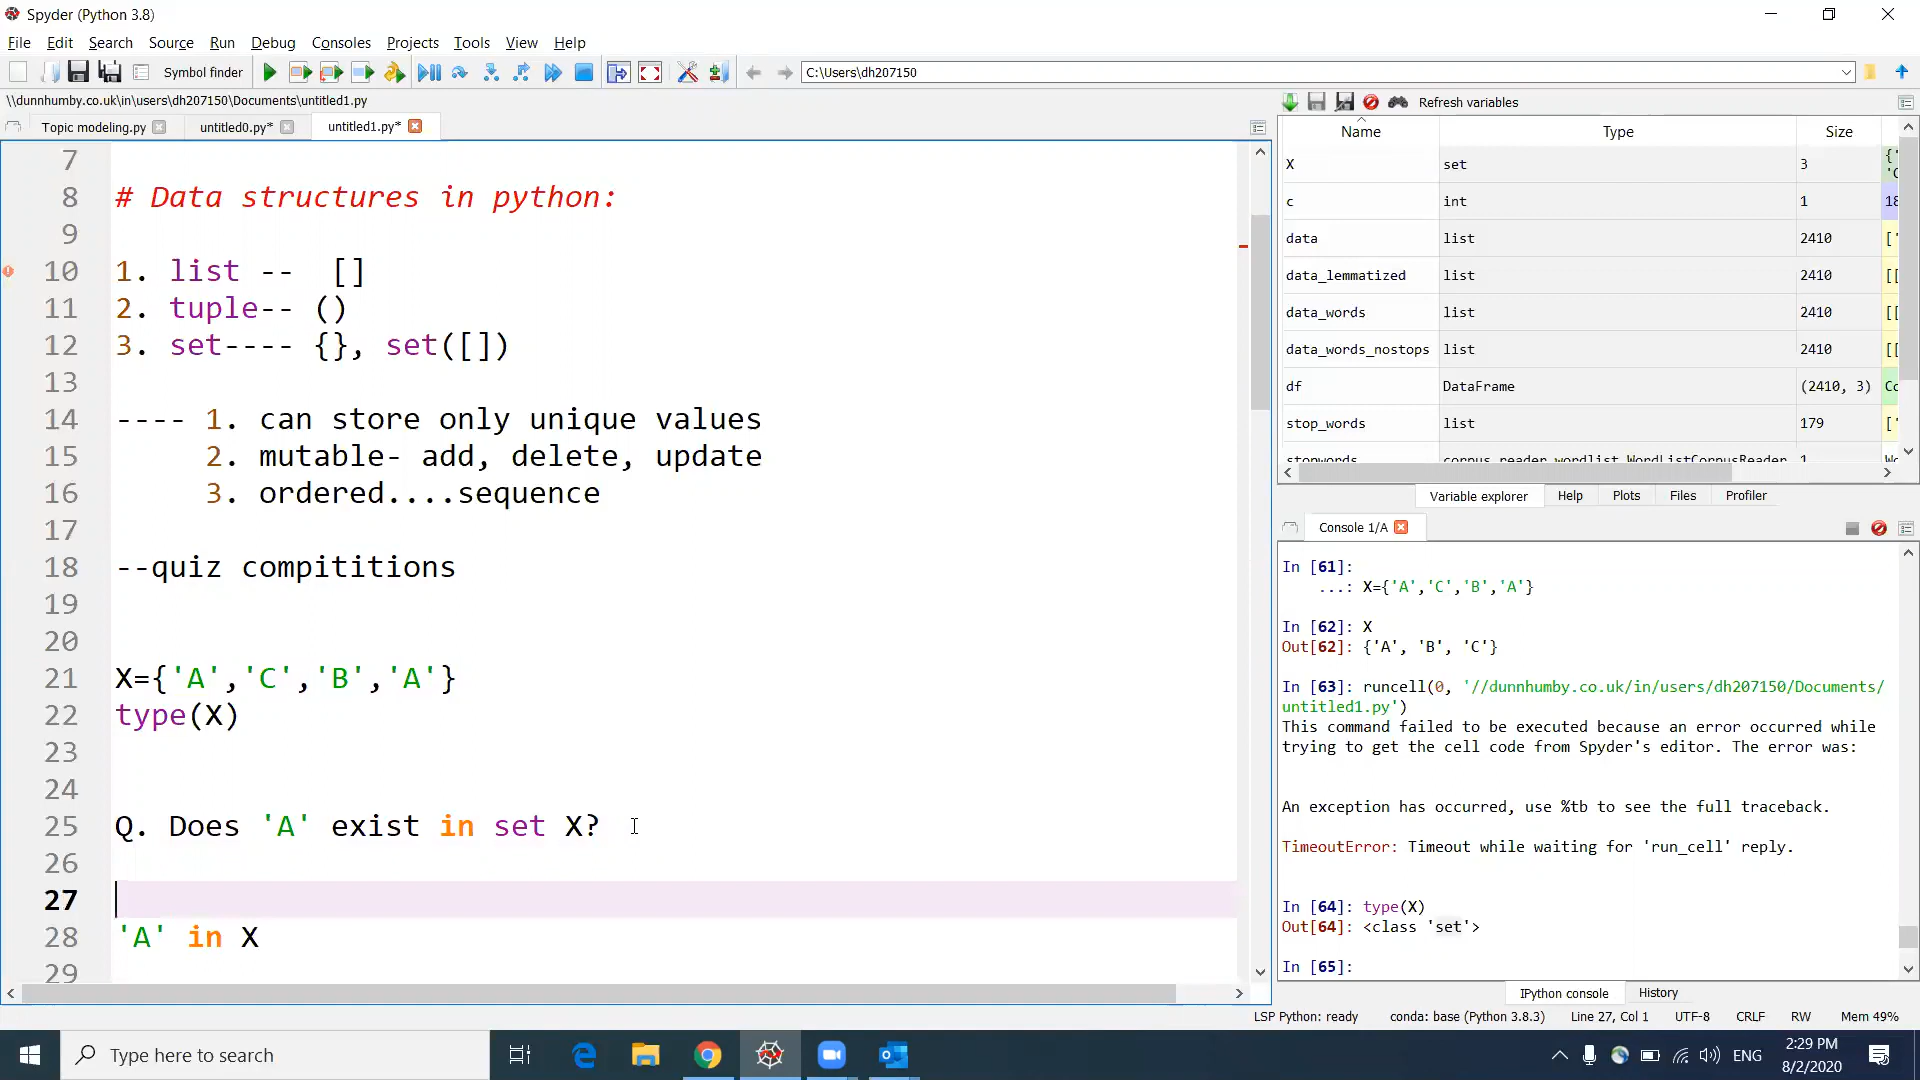 Spyder (Python 3.8)
File Edit Search Source Run Debug Consoles Projects Tools View Help
Symbol finder
C:\Users\dh207150
\\dunnhumby.co.uk\in\users\dh207150\Documents\untitled1.py
Topic modeling.py untitled0.py* untitled1.py*
7
8 # Data structures in python:
9
10 1. list -- []
11 2. tuple-- ()
12 3. set---- {}, set([])
13
14 ---- 1. can store only unique values
15 2. mutable- add, delete, update
16 3. ordered....sequence
17
18 --quiz compititions
19
20
21 X={'A','C','B','A'}
22 type(X)
23
24
25 Q. Does 'A' exist in set X?
26
27
28 'A' in X
29
Refresh variables
Name Type Size
X set 3 {'
'C
c int 1 18
data list 2410 ['
data_lemmatized list 2410 [[
data_words list 2410 [[
data_words_nostops list 2410 [[
df DataFrame (2410, 3) Co
stop_words list 179 ['
stopwords corpus.reader.wordlist.WordListCorpusReader 1 Wo
Variable explorer Help Plots Files Profiler
Console 1/A
In [61]:
...: X={'A','C','B','A'}
In [62]: X
Out[62]: {'A', 'B', 'C'}
In [63]: runcell(0, '//dunnhumby.co.uk/in/users/dh207150/Documents/
untitled1.py')
This command failed to be executed because an error occurred while
trying to get the cell code from Spyder's editor. The error was:
An exception has occurred, use %tb to see the full traceback.
TimeoutError: Timeout while waiting for 'run_cell' reply.
In [64]: type(X)
Out[64]: <class 'set'>
In [65]:
IPython console History
LSP Python: ready conda: base (Python 3.8.3) Line 27, Col 1 UTF-8 CRLF RW Mem 49%
Type here to search
ENG
2:29 PM
8/2/2020